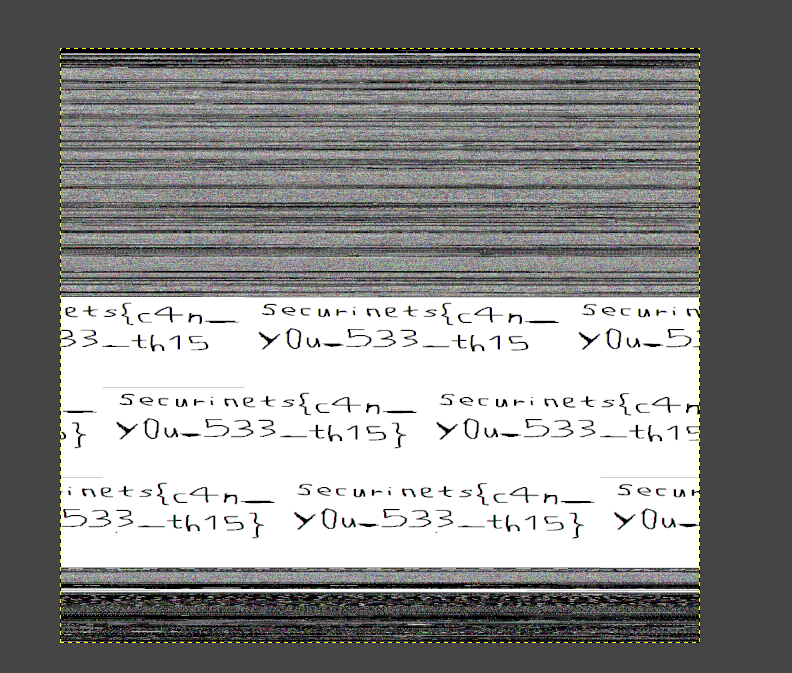 ets{c4n_ Securinets{c4n_ Securin
33_th15 y0u_533_th15 y0u_5
_ Securinets{c4n_ Securinets{c4n
} y0u_533_th15} y0u_533_th15
inets{c4n_ Securinets{c4n_ Secur
533_th15} y0u_533_th15} y0u_